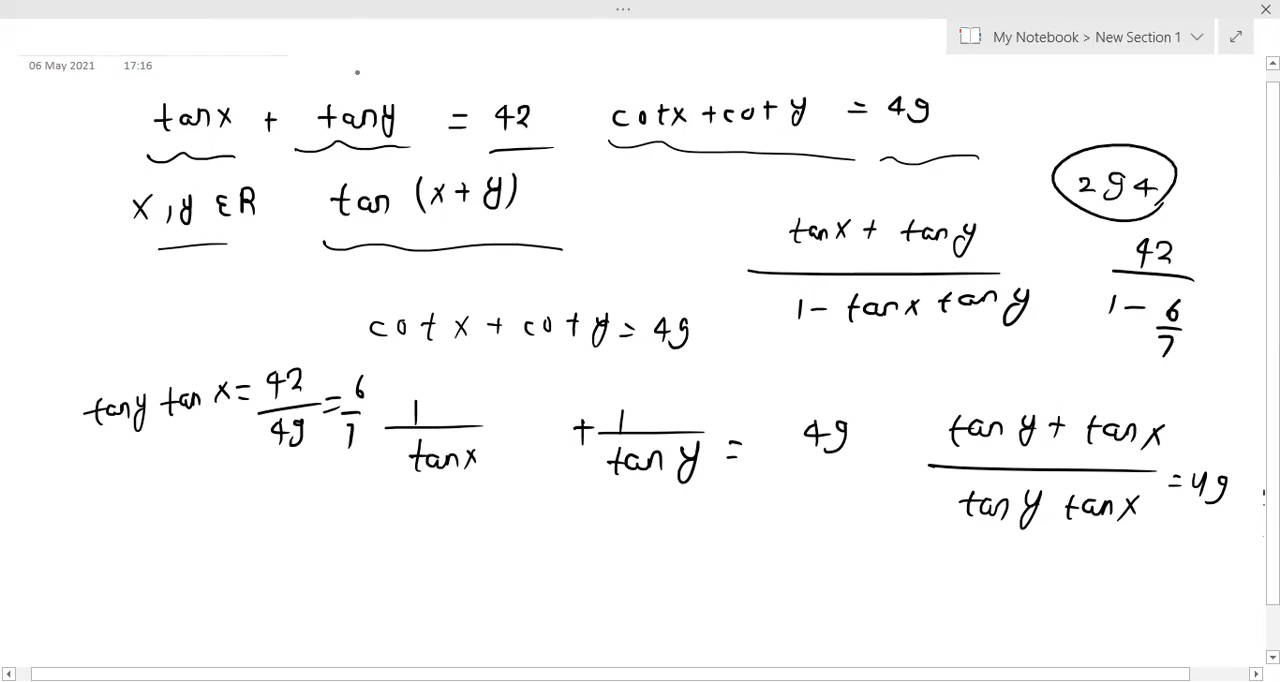 My Notebook > New Section 1
06 May 2021 17:16
tanx + tany = 42 cotx + cot y = 49
x, y ∈ R tan (x + y)
294
tanx + tany / 1 - tanx tany
42 / 1 - 6/7
cot x + cot y = 49
tany tan x = 42/49 = 6/7
1/tanx + 1/tan y = 49
tan y + tan x / tan y tan x = 49